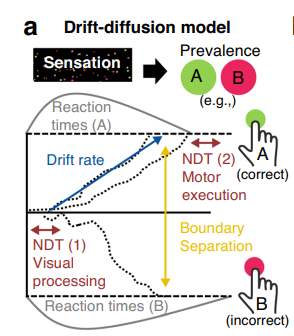 a Drift-diffusion model
Sensation
Prevalence
A B
(e.g.,)
Reaction
times (A)
Drift rate
NDT (2)
Motor
execution
A
(correct)
NDT (1)
Visual
processing
Boundary
Separation
Reaction times (B)
B
(incorrect)